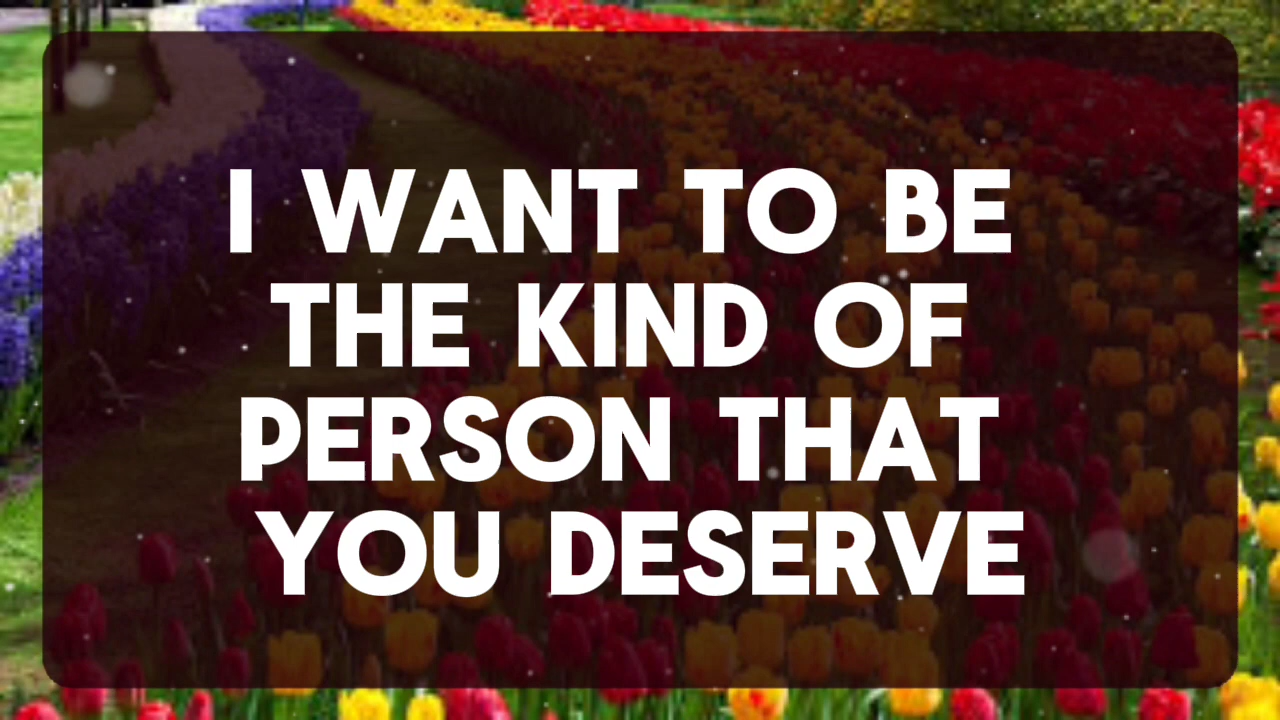 I WANT TO BE
THE KIND OF
PERSON THAT
YOU DESERVE